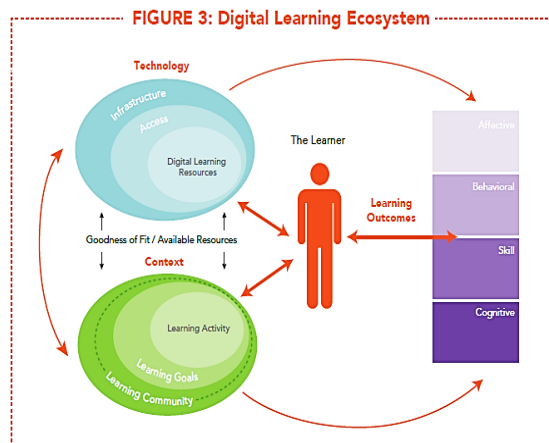 FIGURE 3: Digital Learning Ecosystem
Technology
Infrastructure
Access
Digital Learning
Resources
The Learner
Affective
Behavioral
Learning
Outcomes
Skill
Cognitive
Goodness of Fit / Available Resources
Context
Learning Activity
Learning Goals
Learning Community